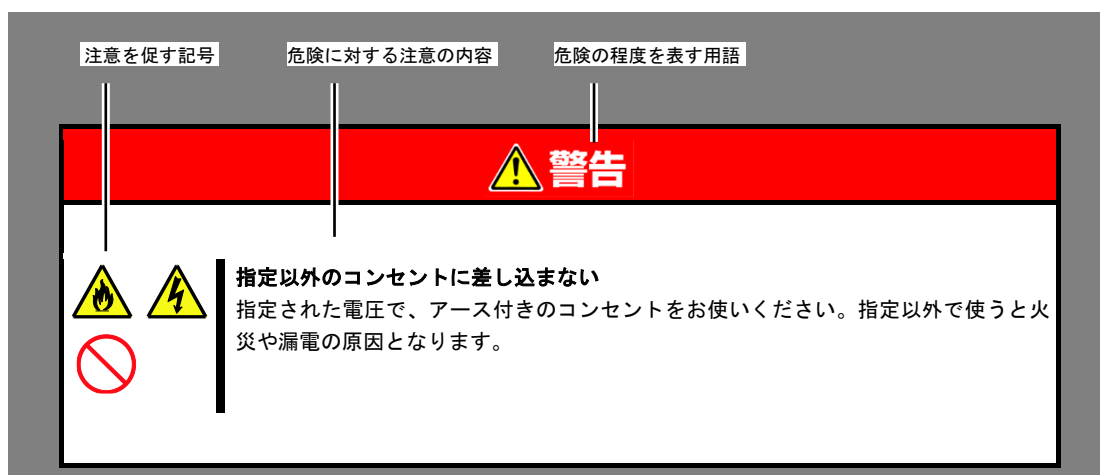 注意を促す記号
危険に対する注意の内容
危険の程度を表す用語
警告
指定以外のコンセントに差し込まない
指定された電圧で、アース付きのコンセントをお使いください。指定以外で使うと火
災や漏電の原因となります。